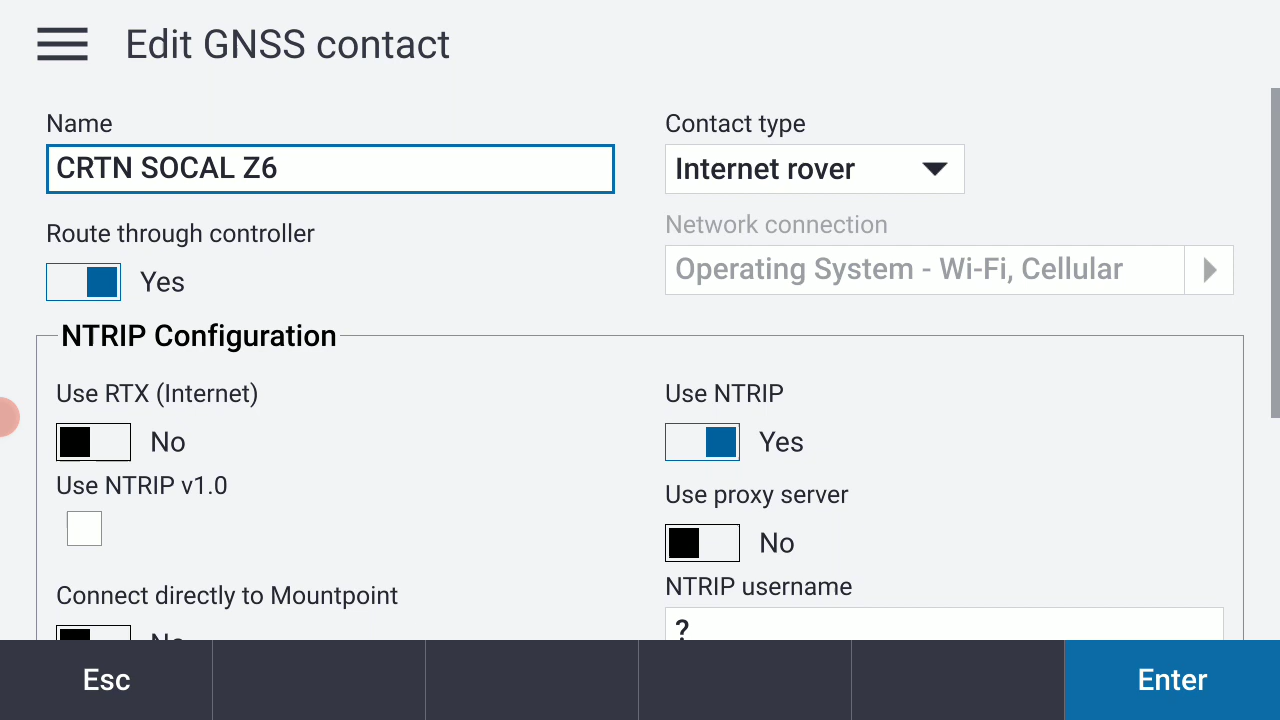 Edit GNSS contact
Name
Contact type
CRTN SOCAL Z6
Internet rover
Route through controller
Network connection
Yes
Operating System - Wi-Fi, Cellular
NTRIP Configuration
Use RTX (Internet)
Use NTRIP
No
Yes
Use NTRIP v1.0
Use proxy server
No
Connect directly to Mountpoint
NTRIP username
No
?
Esc
Enter